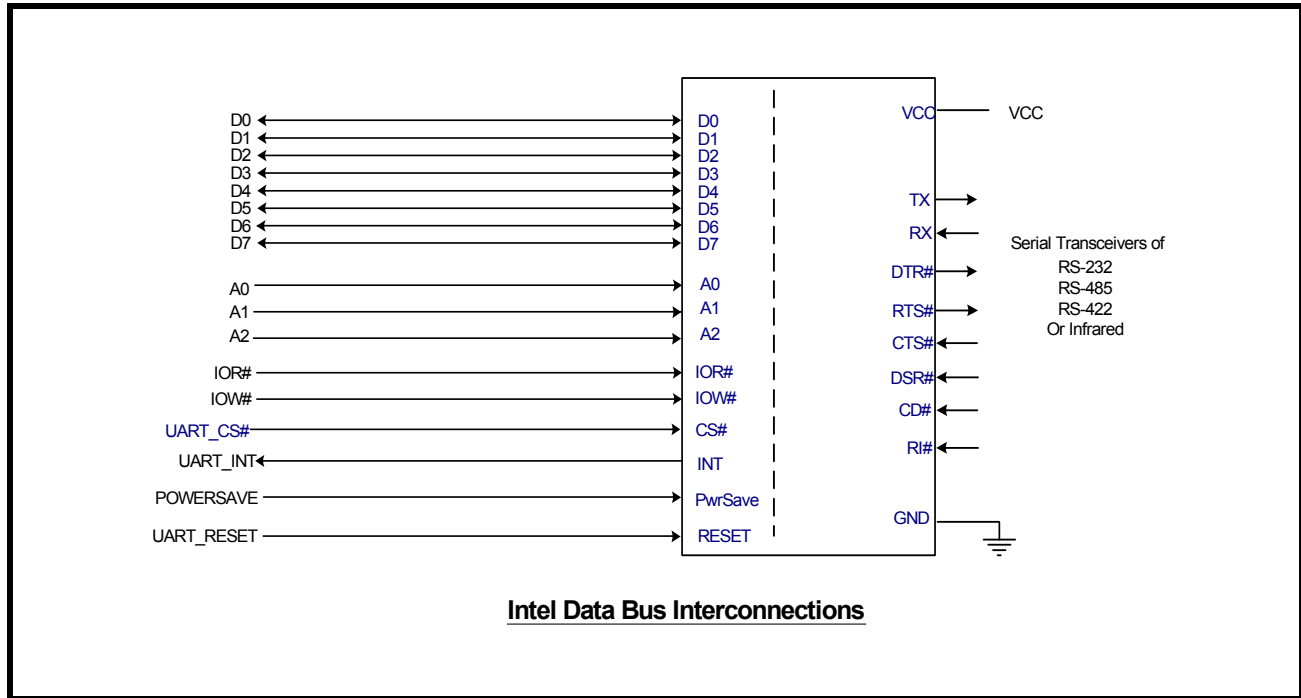 D0
D1
D2
D3
D4
D5
D6
D7
A0
A1
A2
IOR#
IOW#
UART_CS#
UART_INT
POWERSAVE
UART_RESET
D0
D1
D2
D3
D4
D5
D6
D7
A0
A1
A2
IOR#
IOW#
CS#
INT
PwrSave
RESET
VCC
TX
RX
DTR#
RTS#
CTS#
DSR#
CD#
RI#
GND
VCC
Serial Transceivers of
RS-232
RS-485
RS-422
Or Infrared
Intel Data Bus Interconnections